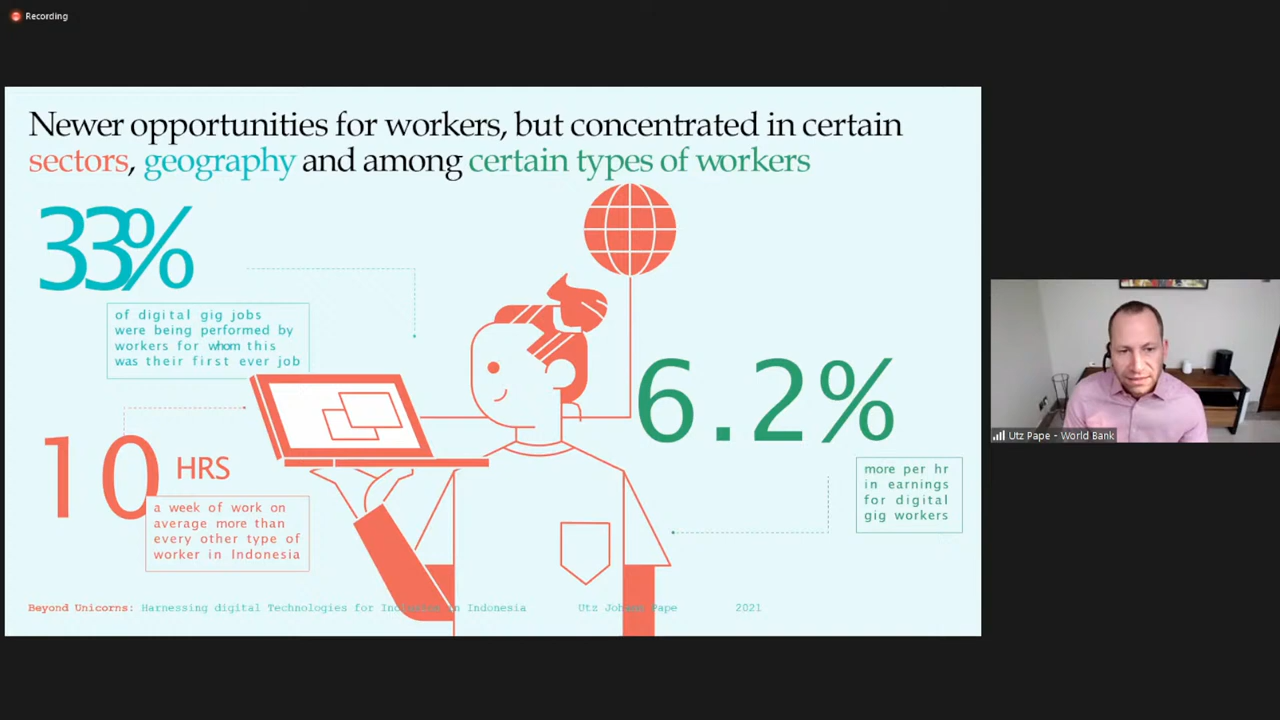 Recording
Newer opportunities for workers, but concentrated in certain
sectors, geography and among certain types of workers
33%
of digital gig jobs
were being performed by
workers for whom this
was their first ever job
10 HRS
a week of work on
average more than
every other type of
worker in Indonesia
6.2%
more per hr
in earnings
for digital
gig workers
Beyond Unicorns: Harnessing digital Technologies for Inclusion in Indonesia Utz Johann Pape 2021
Utz Pape - World Bank